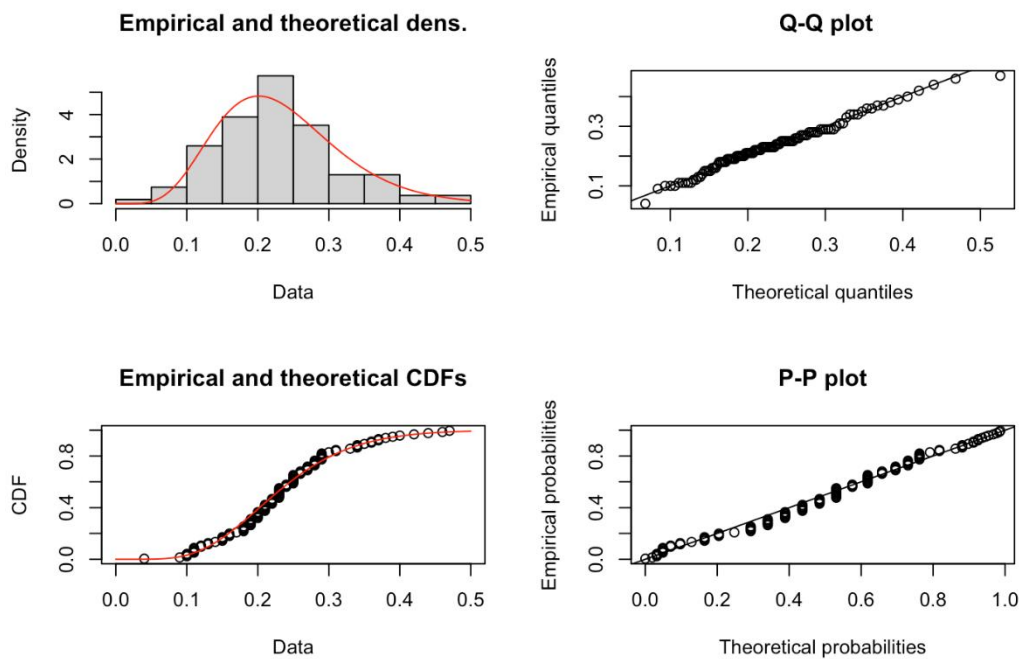 Empirical and theoretical dens.
Density
0 2 4
0.0 0.1 0.2 0.3 0.4 0.5
Data
Q-Q plot
Empirical quantiles
0.1 0.3
0.1 0.2 0.3 0.4 0.5
Theoretical quantiles
Empirical and theoretical CDFs
CDF
0.0 0.4 0.8
0.0 0.1 0.2 0.3 0.4 0.5
Data
P-P plot
Empirical probabilities
0.0 0.4 0.8
0.0 0.2 0.4 0.6 0.8 1.0
Theoretical probabilities